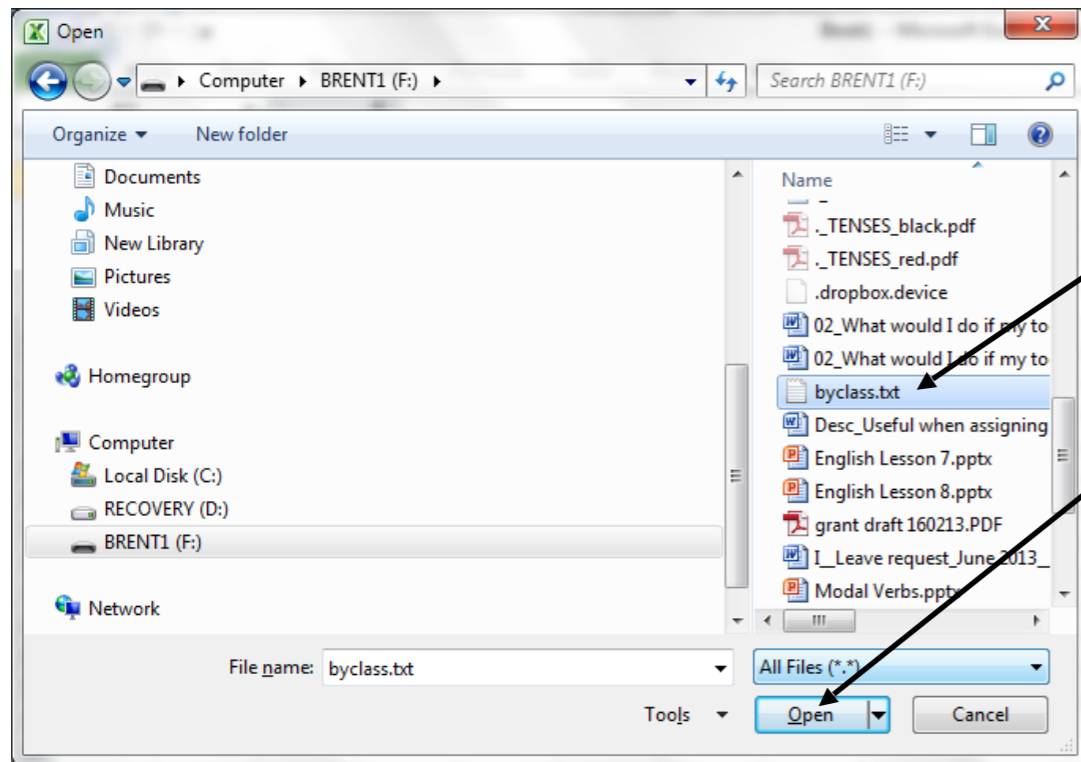 Open
Computer BRENT1 (F:)
Search BRENT1 (F:)
Organize
New folder
Documents
Music
New Library
Pictures
Videos
Homegroup
Computer
Local Disk (C:)
RECOVERY (D:)
BRENT1 (F:)
Network
Name
._TENSES_black.pdf
._TENSES_red.pdf
.dropbox.device
02_What would I do if my to
02_What would I do if my to
byclass.txt
Desc_Useful when assigning
English Lesson 7.pptx
English Lesson 8.pptx
grant draft 160213.PDF
I__Leave request_June 2013_
Modal Verbs.pptx
File name: byclass.txt
All Files (*.*)
Tools
Open
Cancel